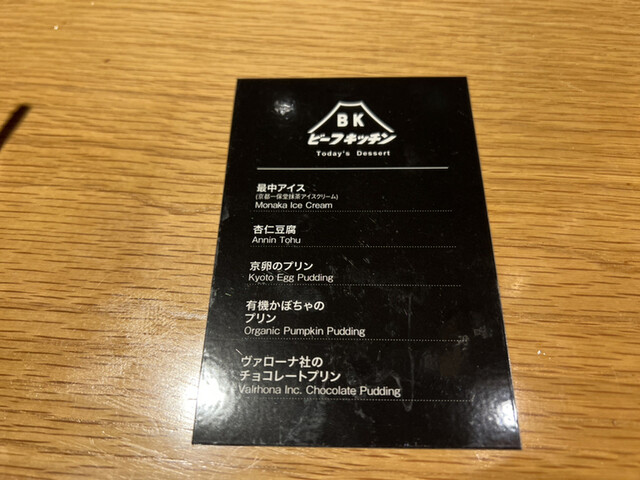 BK
ビーフキッチン
Today's Dessert
最中アイス
(京都一保堂抹茶アイスクリーム)
Monaka Ice Cream
杏仁豆腐
Annin Tohu
京卵のプリン
Kyoto Egg Pudding
有機かぼちゃの
プリン
Organic Pumpkin Pudding
ヴァローナ社の
チョコレートプリン
Valrhona Inc. Chocolate Pudding